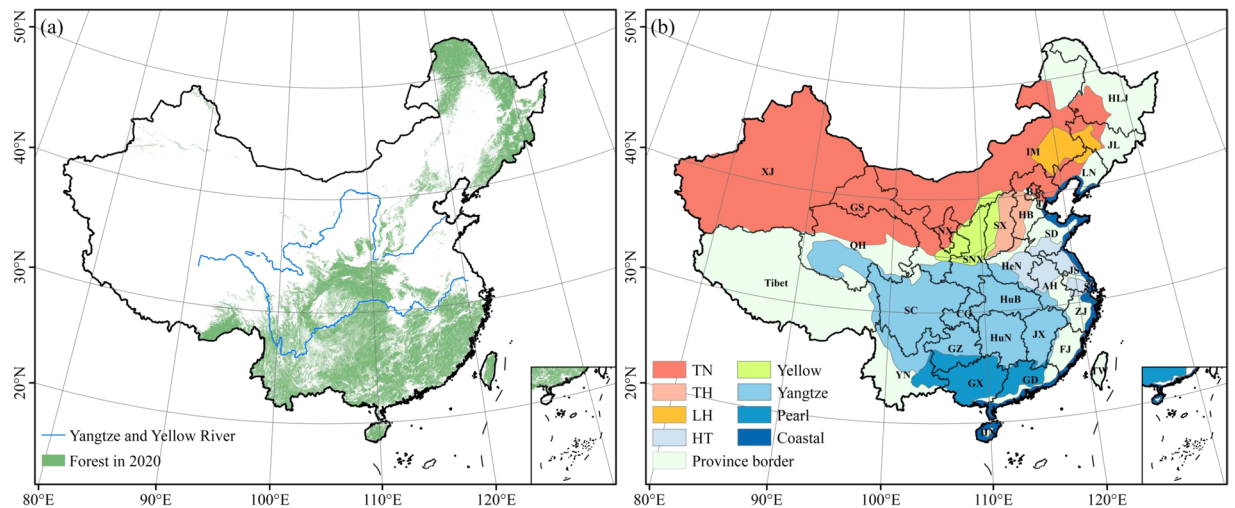 (a)
50°N
40°N
30°N
20°N
80°E
90°E
100°E
110°E
120°E
Yangtze and Yellow River
Forest in 2020
(b)
50°N
40°N
30°N
20°N
80°E
90°E
100°E
110°E
120°E
HLJ
JL
IM
LN
XJ
BJ
GS
HB
SX
NX
SD
QH
SNX
HeN
JS
Tibet
AH
ZJ
HuB
SC
CQ
JX
HuN
GZ
FJ
YN
TW
GD
GX
HN
TN
TH
LH
HT
Yellow
Yangtze
Pearl
Coastal
Province border